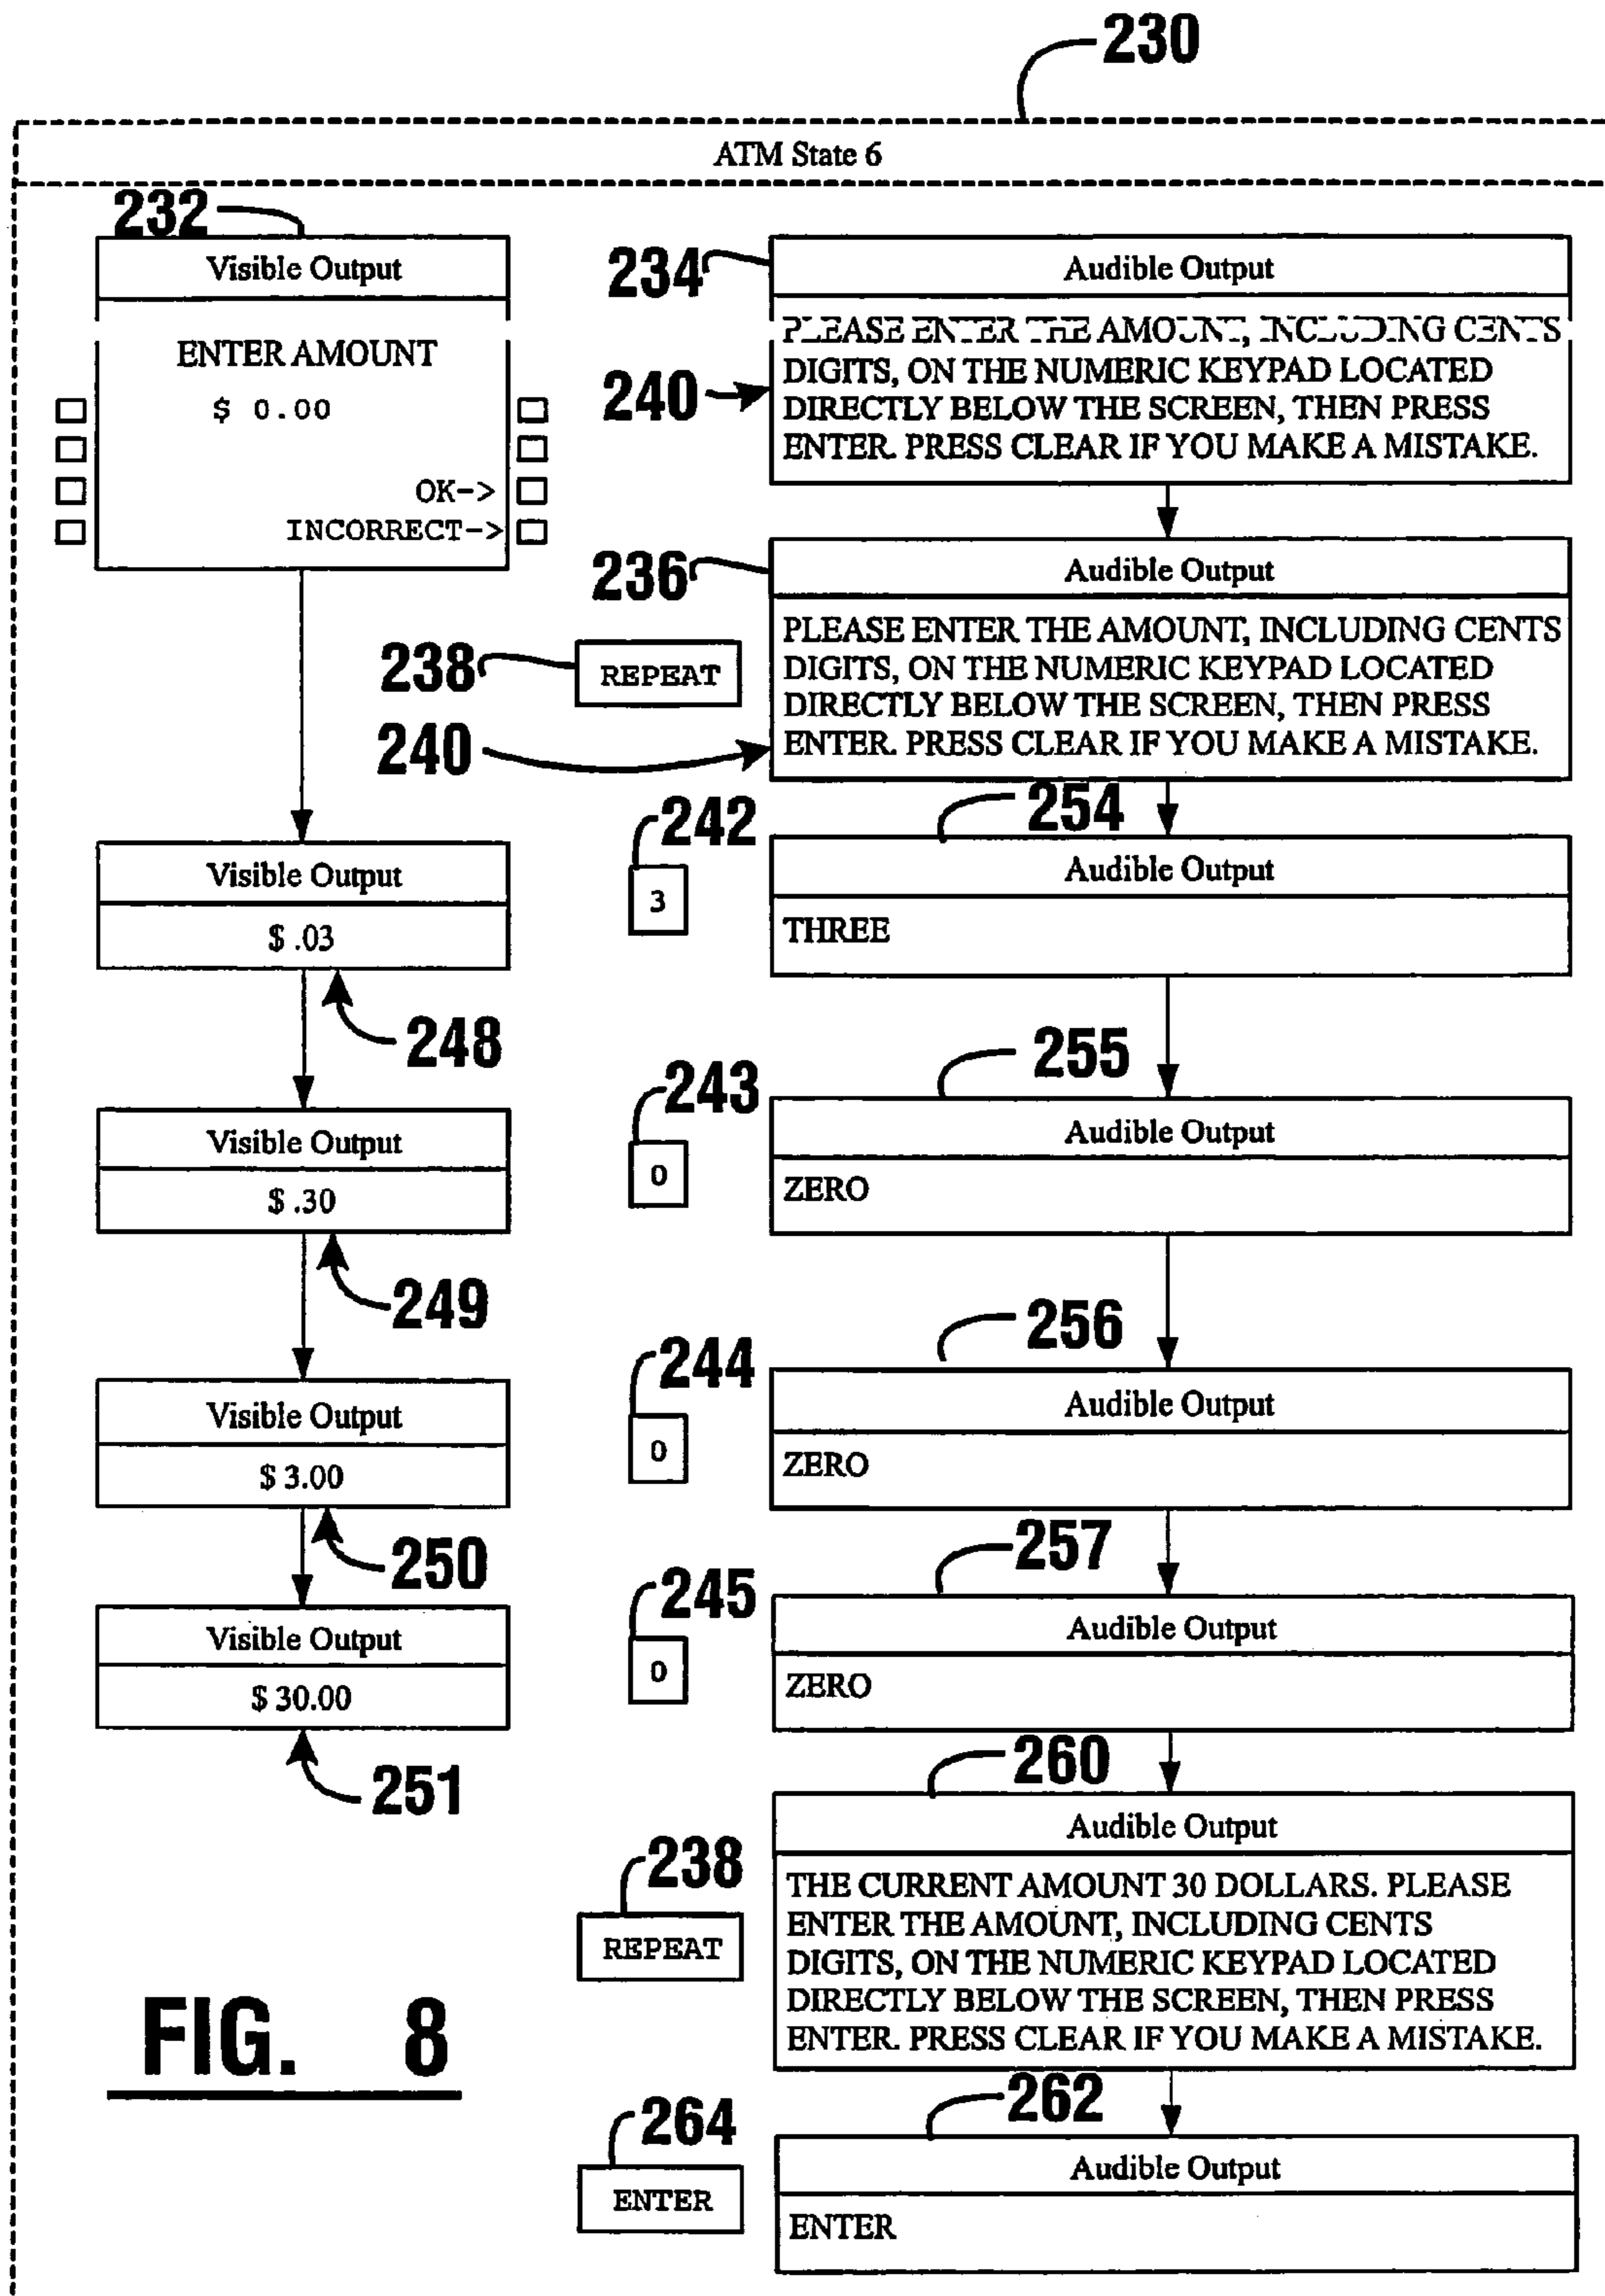 230
ATM State 6
232
Visible Output
ENTER AMOUNT
$ 0.00
OK->
INCORRECT->
234
Audible Output
PLEASE ENTER THE AMOUNT, INCLUDING CENTS
DIGITS, ON THE NUMERIC KEYPAD LOCATED
DIRECTLY BELOW THE SCREEN, THEN PRESS
ENTER. PRESS CLEAR IF YOU MAKE A MISTAKE.
240
236
Audible Output
238
REPEAT
PLEASE ENTER THE AMOUNT, INCLUDING CENTS
DIGITS, ON THE NUMERIC KEYPAD LOCATED
DIRECTLY BELOW THE SCREEN, THEN PRESS
ENTER. PRESS CLEAR IF YOU MAKE A MISTAKE.
240
242
3
254
Audible Output
THREE
Visible Output
$ .03
248
243
0
255
Audible Output
ZERO
Visible Output
$ .30
249
244
0
256
Audible Output
ZERO
Visible Output
$ 3.00
250
245
0
257
Audible Output
ZERO
Visible Output
$ 30.00
251
260
Audible Output
238
REPEAT
THE CURRENT AMOUNT 30 DOLLARS. PLEASE
ENTER THE AMOUNT, INCLUDING CENTS
DIGITS, ON THE NUMERIC KEYPAD LOCATED
DIRECTLY BELOW THE SCREEN, THEN PRESS
ENTER. PRESS CLEAR IF YOU MAKE A MISTAKE.
FIG. 8
264
ENTER
262
Audible Output
ENTER